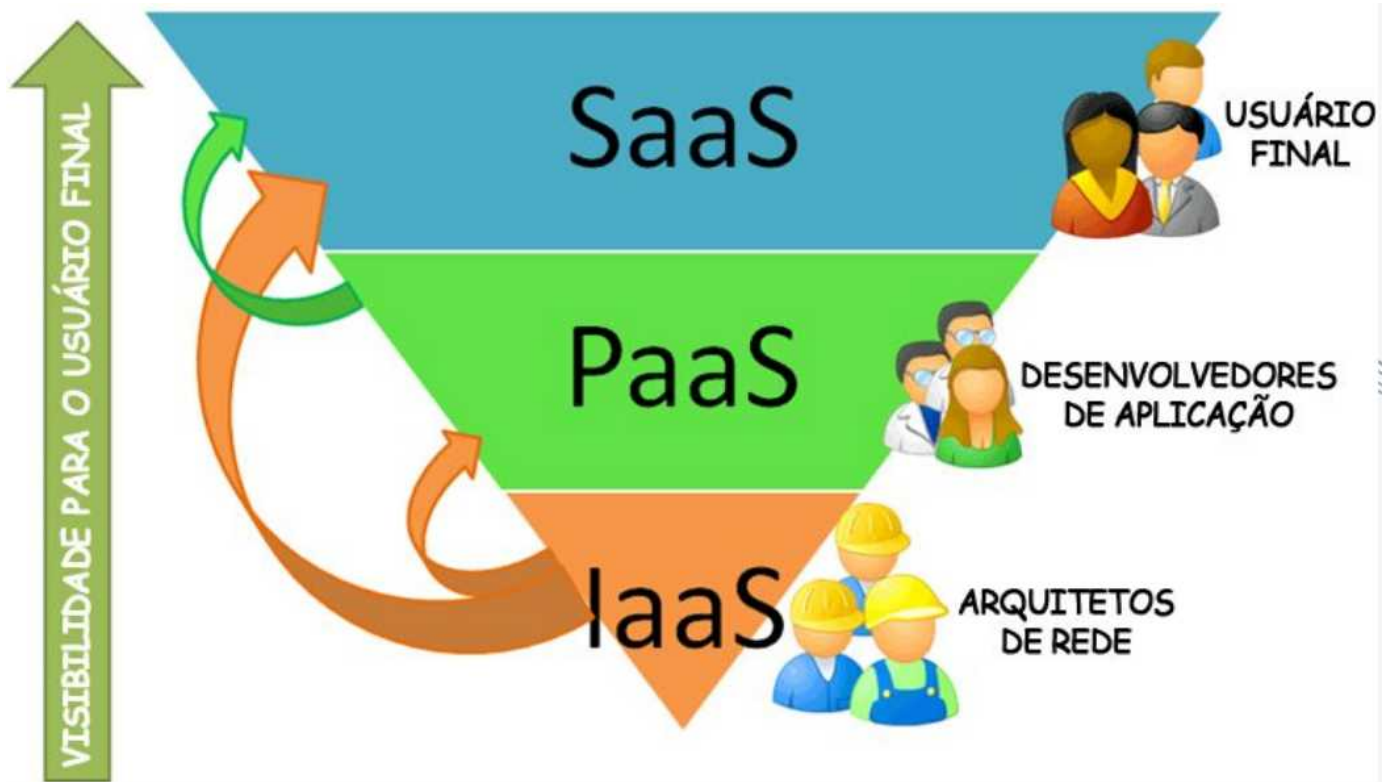 VISIBILIDADE PARA O USUÁRIO FINAL
SaaS
USUÁRIO
FINAL
PaaS
DESENVOLVEDORES
DE APLICAÇÃO
IaaS
ARQUITETOS
DE REDE